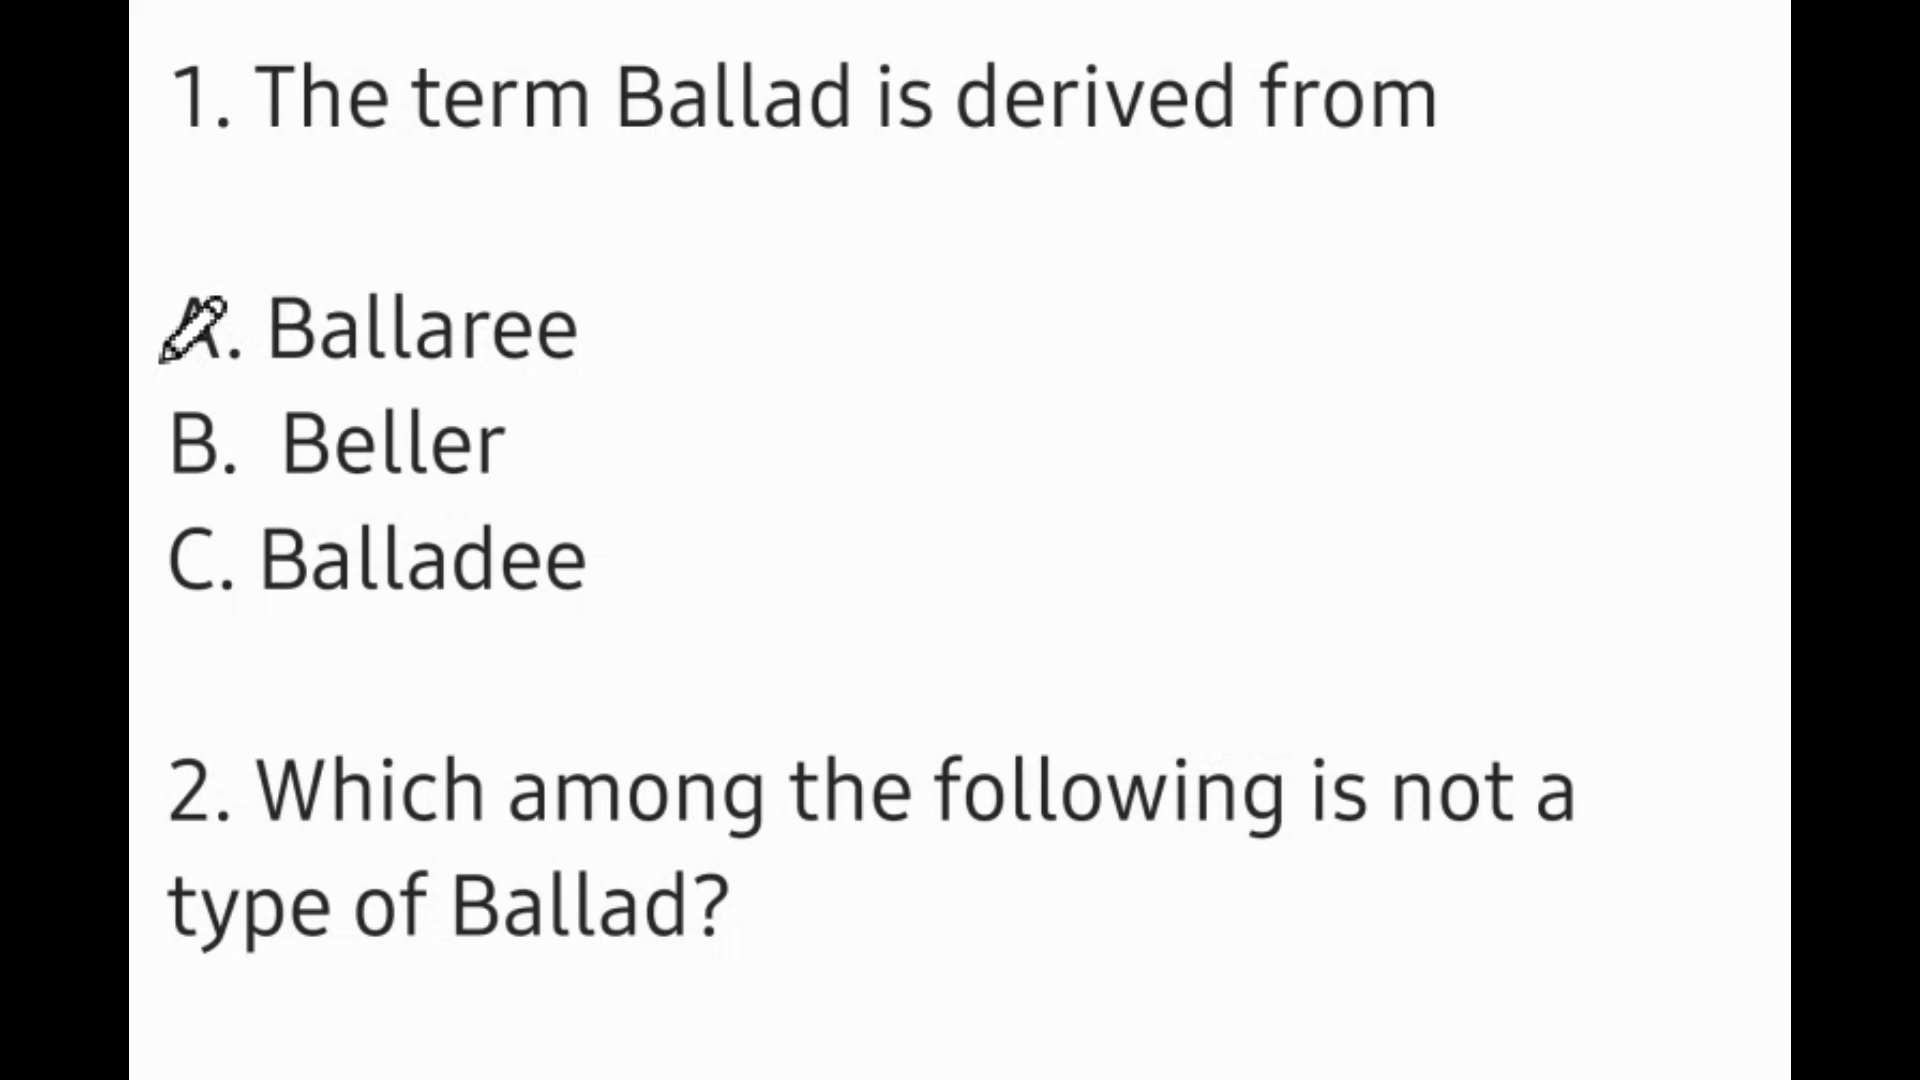 1. The term Ballad is derived from
A. Ballaree
B. Beller
C. Balladee
2. Which among the following is not a
type of Ballad?